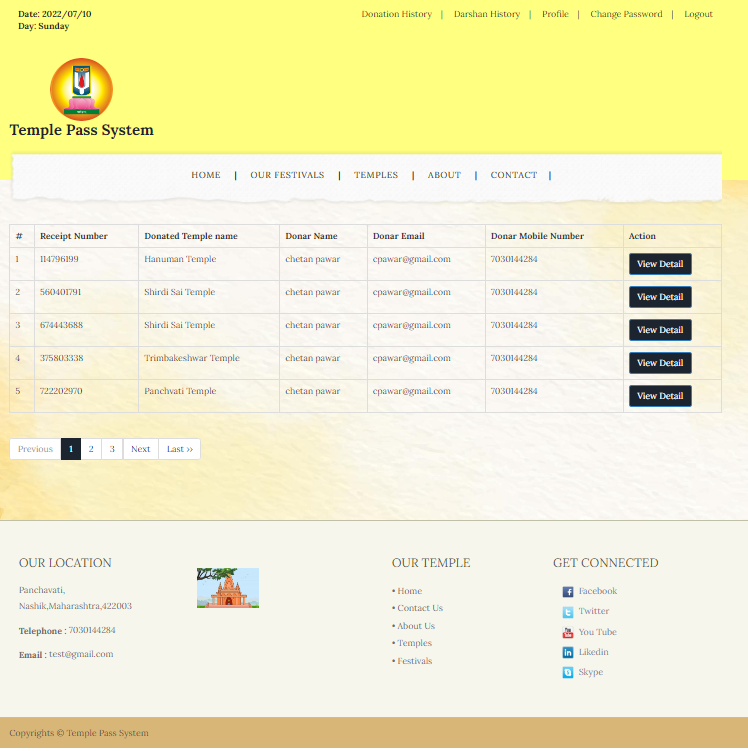 Date: 2022/07/10
Day: Sunday
Donation History | Darshan History | Profile | Change Password | Logout
Temple Pass System
HOME | OUR FESTIVALS | TEMPLES | ABOUT | CONTACT |
# Receipt Number Donated Temple name Donar Name Donar Email Donar Mobile Number Action
1 114796199 Hanuman Temple chetan pawar cpawar@gmail.com 7030144284 View Detail
2 560401791 Shirdi Sai Temple chetan pawar cpawar@gmail.com 7030144284 View Detail
3 674443688 Shirdi Sai Temple chetan pawar cpawar@gmail.com 7030144284 View Detail
4 375803338 Trimbakeshwar Temple chetan pawar cpawar@gmail.com 7030144284 View Detail
5 722202970 Panchvati Temple chetan pawar cpawar@gmail.com 7030144284 View Detail
Previous 1 2 3 Next Last ››
OUR LOCATION
Panchavati,
Nashik,Maharashtra,422003
Telephone : 7030144284
Email : test@gmail.com
OUR TEMPLE
• Home
• Contact Us
• About Us
• Temples
• Festivals
GET CONNECTED
Facebook
Twitter
You Tube
Likedin
Skype
Copyrights © Temple Pass System